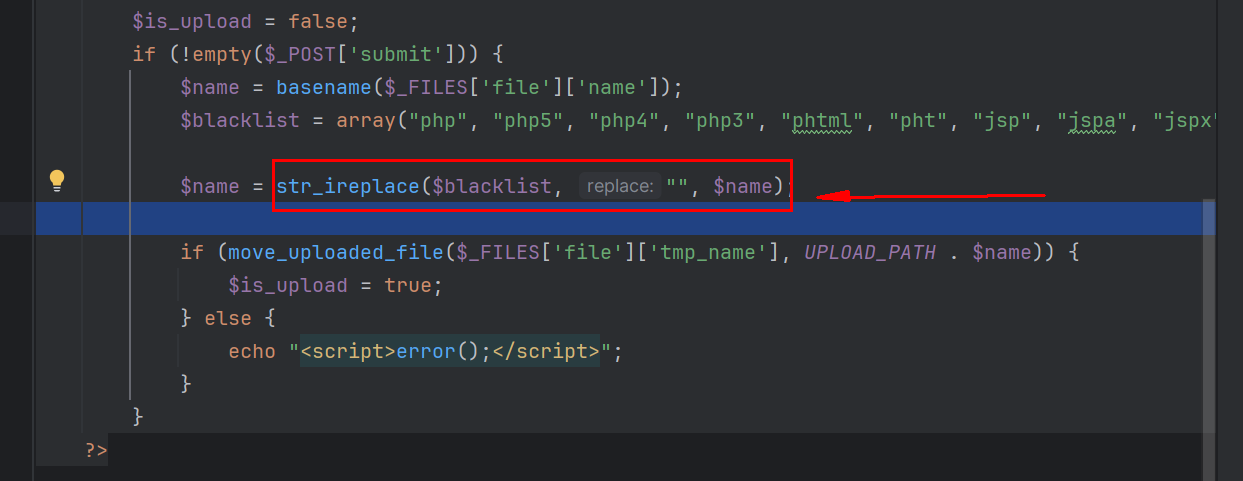 $is_upload = false;
if (!empty($_POST['submit'])) {
$name = basename($_FILES['file']['name']);
$blacklist = array("php", "php5", "php4", "php3", "phtml", "pht", "jsp", "jspa", "jspx"
$name = str_ireplace($blacklist, replace: "", $name);
if (move_uploaded_file($_FILES['file']['tmp_name'], UPLOAD_PATH . $name)) {
$is_upload = true;
} else {
echo "<script>error();</script>";
}
}
?>